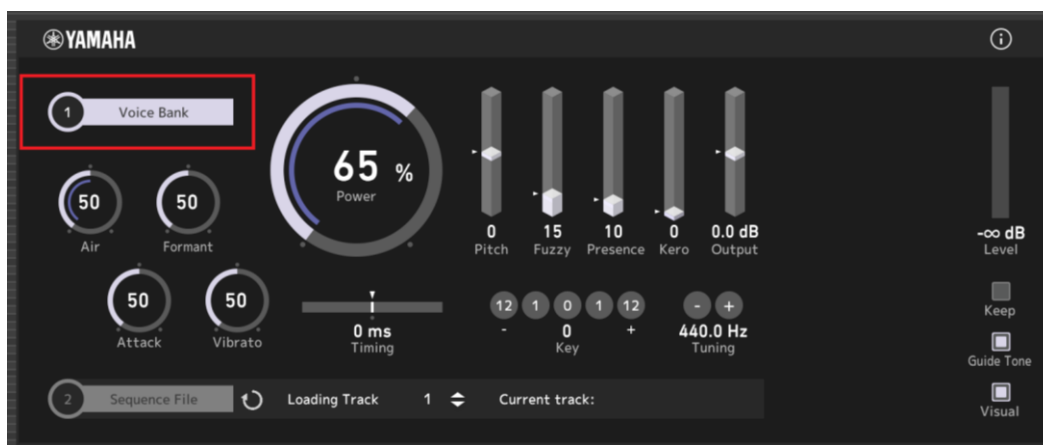 YAMAHA
i
1 Voice Bank
65 %
Power
50
Air
50
Formant
0
Pitch
15
Fuzzy
10
Presence
0
Kero
0.0 dB
Output
-∞ dB
Level
50
Attack
50
Vibrato
0 ms
Timing
12 1 0 1 12
- 0 +
Key
- +
440.0 Hz
Tuning
Keep
Guide Tone
Visual
2 Sequence File
Loading Track 1
Current track: